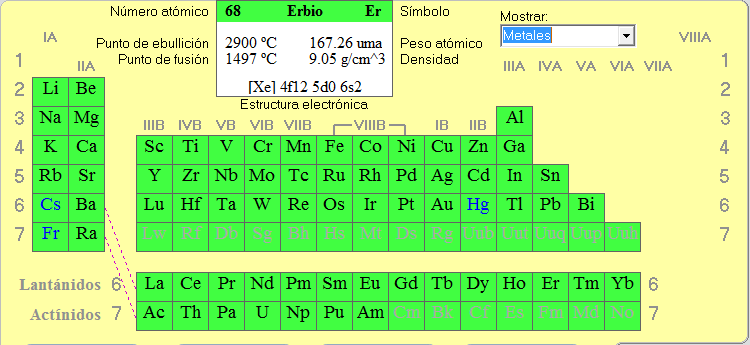 Número atómico 68 Erbio Er Símbolo
Mostrar:
Metales
Punto de ebullición 2900 ºC 167.26 uma Peso atómico
Punto de fusión 1497 ºC 9.05 g/cm^3 Densidad
[Xe] 4f12 5d0 6s2
Estructura electrónica
IA VIIIA
1 IIA IIIA IVA VA VIA VIIA 1
2 Li Be 2
3 Na Mg IIIB IVB VB VIB VIIB VIIIB IB IIB Al 3
4 K Ca Sc Ti V Cr Mn Fe Co Ni Cu Zn Ga 4
5 Rb Sr Y Zr Nb Mo Tc Ru Rh Pd Ag Cd In Sn 5
6 Cs Ba Lu Hf Ta W Re Os Ir Pt Au Hg Tl Pb Bi 6
7 Fr Ra Lw Rf Db Sg Bh Hs Mt Ds Rg Uub Uut Unq Unp Uuh 7
Lantánidos 6 La Ce Pr Nd Pm Sm Eu Gd Tb Dy Ho Er Tm Yb 6
Actínidos 7 Ac Th Pa U Np Pu Am Cm Bk Cf Es Fm Md No 7